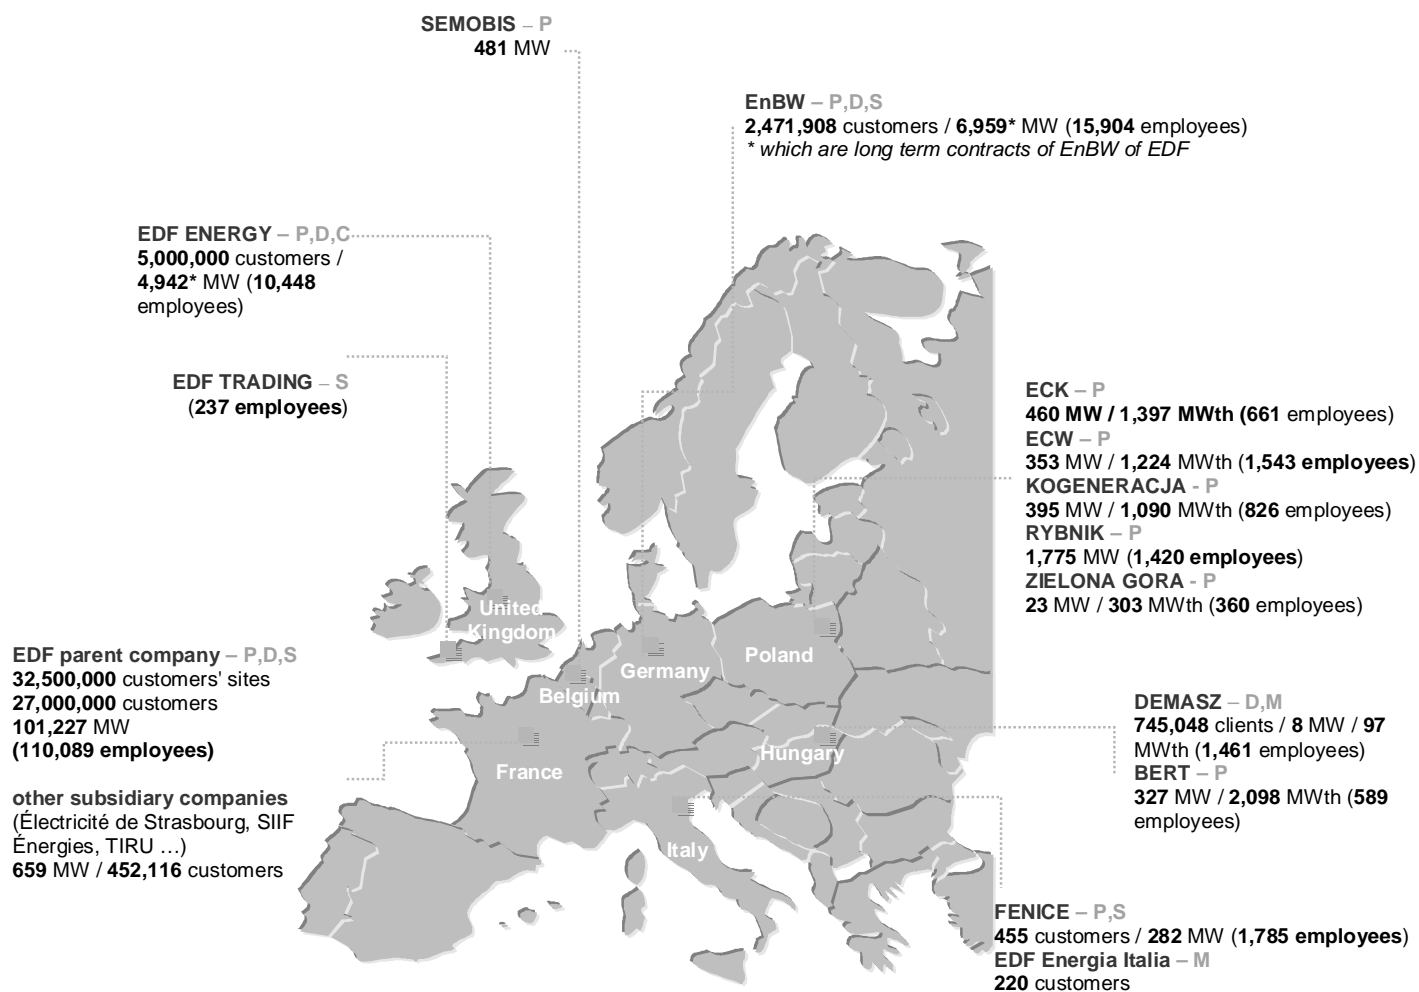 SEMOBIS – P
481 MW
EnBW – P,D,S
2,471,908 customers / 6,959* MW (15,904 employees)
* which are long term contracts of EnBW of EDF
EDF ENERGY – P,D,C
5,000,000 customers /
4,942* MW (10,448
employees)
EDF TRADING – S
(237 employees)
ECK – P
460 MW / 1,397 MWth (661 employees)
ECW – P
353 MW / 1,224 MWth (1,543 employees)
KOGENERACJA - P
395 MW / 1,090 MWth (826 employees)
RYBNIK – P
1,775 MW (1,420 employees)
ZIELONA GORA - P
23 MW / 303 MWth (360 employees)
United
Kingdom
Germany
Poland
Belgium
Hungary
France
Italy
EDF parent company – P,D,S
32,500,000 customers' sites
27,000,000 customers
101,227 MW
(110,089 employees)
other subsidiary companies
(Électricité de Strasbourg, SIIF
Énergies, TIRU …)
659 MW / 452,116 customers
DEMASZ – D,M
745,048 clients / 8 MW / 97
MWth (1,461 employees)
BERT – P
327 MW / 2,098 MWth (589
employees)
FENICE – P,S
455 customers / 282 MW (1,785 employees)
EDF Energia Italia – M
220 customers